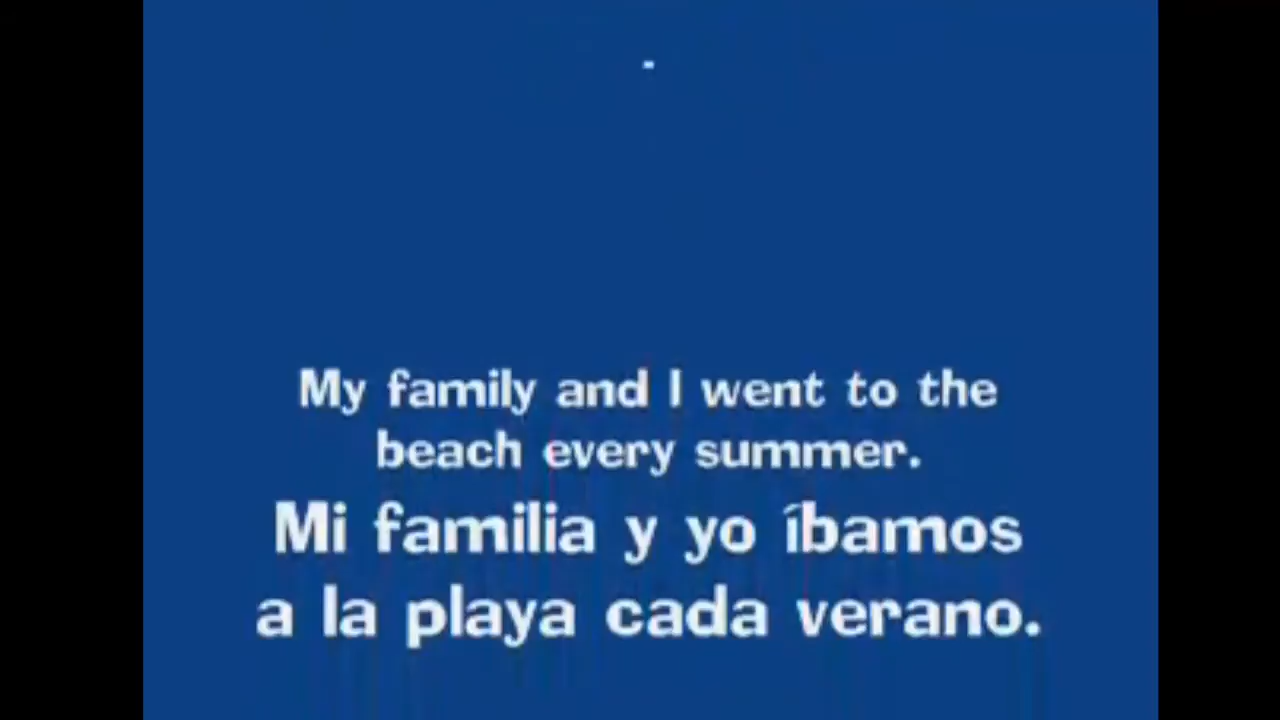 -
My family and I went to the
beach every summer.
Mi familia y yo íbamos
a la playa cada verano.